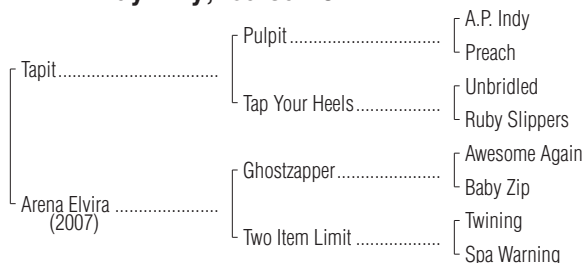 A.P. Indy
Pulpit
Preach
Tapit
Unbridled
Tap Your Heels
Ruby Slippers
Awesome Again
Ghostzapper
Baby Zip
Arena Elvira
(2007)
Twining
Two Item Limit
Spa Warning